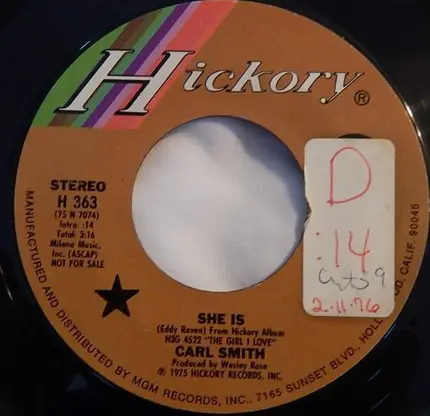 Hickory®
STEREO
H 363
(75 N 7074)
Intro. :14
Total: 3:16
Milene Music,
Inc. (ASCAP)
NOT FOR SALE
D
:14
cuts 9
2-11-76
SHE IS
(Eddy Raven) From Hickory Album
H3G 4522 "THE GIRL I LOVE"
CARL SMITH
Produced by Wesley Rose
℗ 1975 HICKORY RECORDS, INC.
MANUFACTURED AND DISTRIBUTED BY MGM RECORDS, INC., 7165 SUNSET BLVD., CALIF. 90046